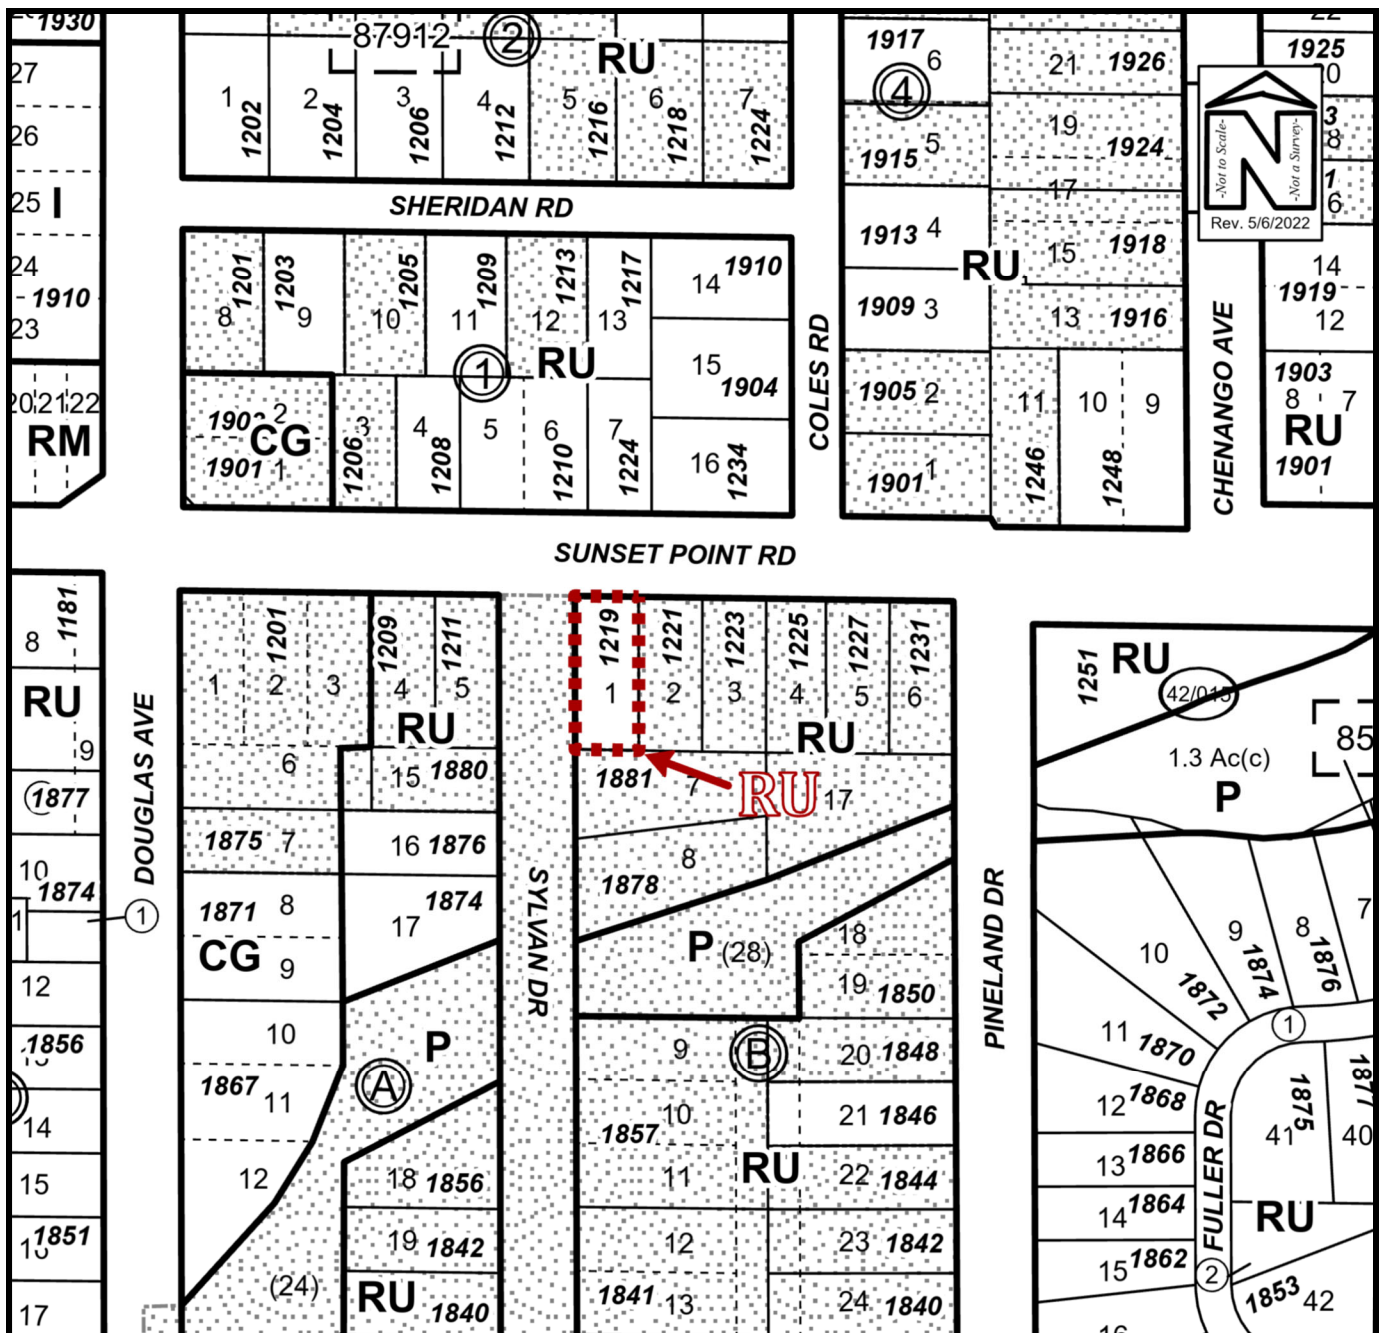 1930
27
26
25 I
24
1910
23
20 21 22
RM
87912
2
RU
1 2 3 4 5 6 7
1202 1204 1206 1212 1216 1218 1224
SHERIDAN RD
1201 1203 1205 1209 1213 1217
8 9 10 11 12 13
14 1910
15
1904
16 1234
1 RU
2
CG
1901 1
3 4 5 6 7
1206 1208 1210 1224
COLES RD
1917
6
4
5
1915
1913 4
1909 3
1905 2
1901 1
21 1926
19
1924
17
15 1918
RU
13 1916
11 10 9
1246 1248
CHENANGO AVE
22
1925
20
-Not to Scale-
N
-Not a Survey-
Rev. 5/6/2022
3
8
1
6
14
1919
12
1903
8 7
RU
1901
SUNSET POINT RD
1181
8
RU
9
1877
10
1874
1
12
1856
14
15
1851
17
DOUGLAS AVE
1201 1209 1211
1 2 3 4 5
RU
6
15 1880
1875 7
16 1876
1871 8
17 1874
CG 9
10
P
A
1867 11
12
18 1856
19 1842
(24)
RU 1840
SYLVAN DR
1219 1221 1223 1225 1227 1231
1 2 3 4 5 6
RU
1881 7
RU
17
8
1878
P (28)
18
19 1850
9 B
20 1848
10
1857
21 1846
11 RU
22 1844
12
23 1842
1841 13
24 1840
PINELAND DR
1251
RU
42/015
85
1.3 Ac(c)
P
7
8
1876
9
1874
10
1872
1
11
1870
12 1868
13 1866
14 1864
15 1862
16
FULLER DR
2
1875
41
1877
40
RU
1853 42